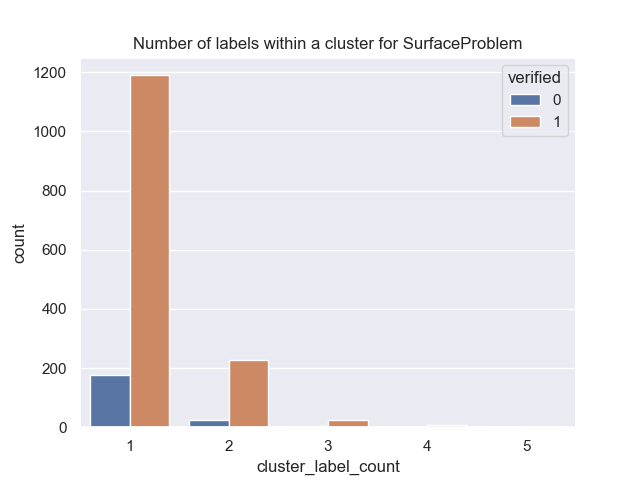 Number of labels within a cluster for SurfaceProblem
verified
0
1
1200
1000
800
600
400
200
0
count
1 2 3 4 5
cluster_label_count